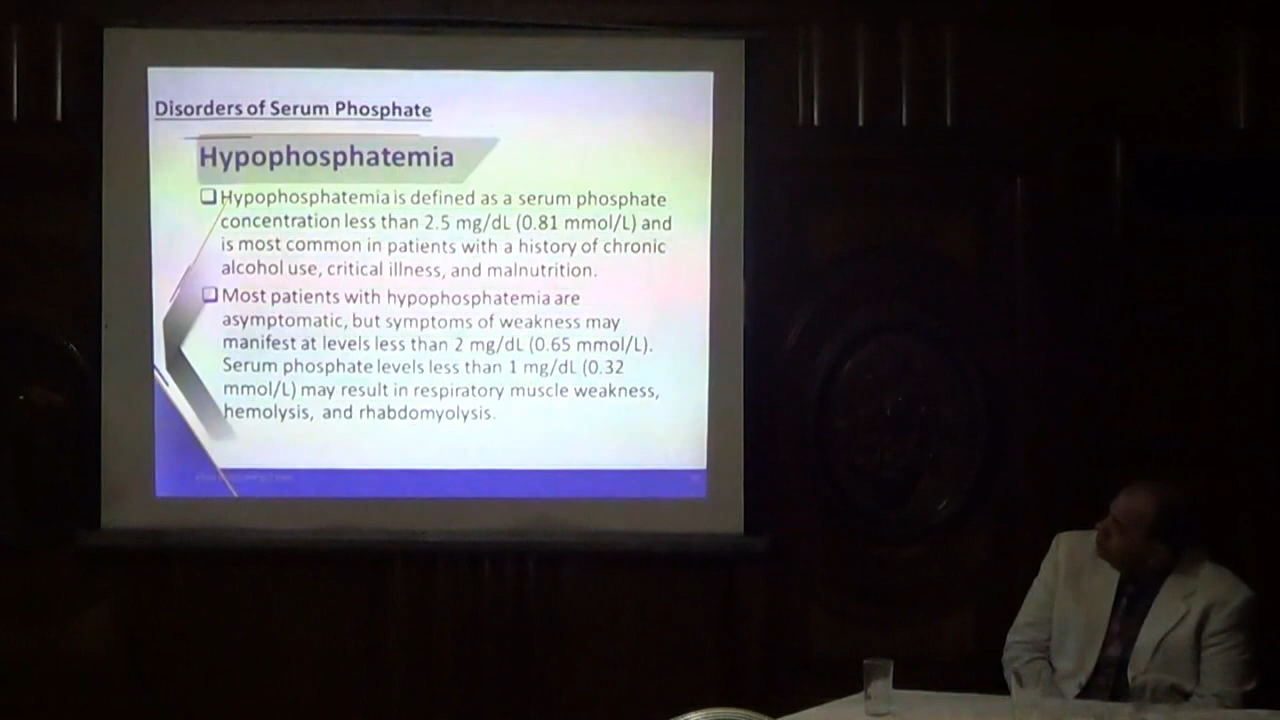 Disorders of Serum Phosphate
Hypophosphatemia
Hypophosphatemia is defined as a serum phosphate
concentration less than 2.5 mg/dL (0.81 mmol/L) and
is most common in patients with a history of chronic
alcohol use, critical illness, and malnutrition.
Most patients with hypophosphatemia are
asymptomatic, but symptoms of weakness may
manifest at levels less than 2 mg/dL (0.65 mmol/L).
Serum phosphate levels less than 1 mg/dL (0.32
mmol/L) may result in respiratory muscle weakness,
hemolysis, and rhabdomyolysis.